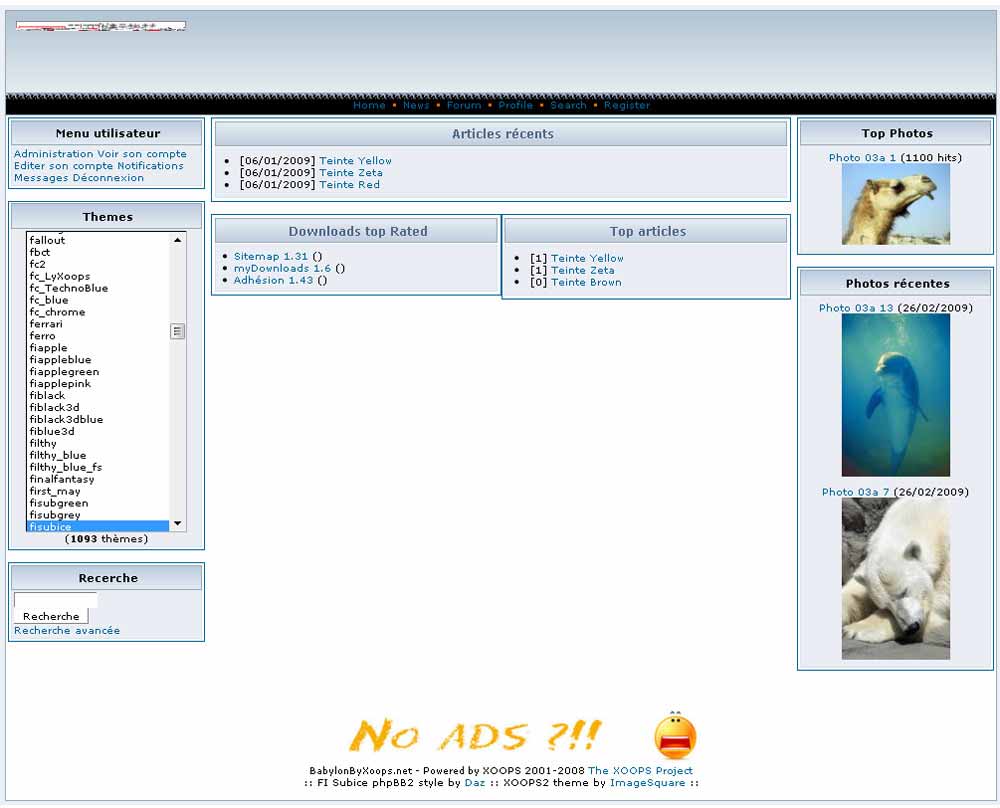 Home • News • Forum • Profile • Search • Register
Menu utilisateur
Administration Voir son compte
Editer son compte Notifications
Messages Déconnexion
Themes
fallout
fbct
fc2
fc_LyXoops
fc_TechnoBlue
fc_blue
fc_chrome
ferrari
ferro
fiapple
fiappleblue
fiapplegreen
fiapplepink
fiblack
fiblack3d
fiblack3dblue
fiblue3d
filthy
filthy_blue
filthy_blue_fs
finalfantasy
first_may
fisubgreen
fisubgrey
fisubice
(1093 thèmes)
Recerche
Recherche
Recherche avancée
Articles récents
[06/01/2009] Teinte Yellow
[06/01/2009] Teinte Zeta
[06/01/2009] Teinte Red
Downloads top Rated
Sitemap 1.31 ()
myDownloads 1.6 ()
Adhésion 1.43 ()
Top articles
[1] Teinte Yellow
[1] Teinte Zeta
[0] Teinte Brown
Top Photos
Photo 03a 1 (1100 hits)
Photos récentes
Photo 03a 13 (26/02/2009)
Photo 03a 7 (26/02/2009)
No ADS ?!!
BabylonByXoops.net - Powered by XOOPS 2001-2008 The XOOPS Project
:: FI Subice phpBB2 style by Daz :: XOOPS2 theme by ImageSquare ::